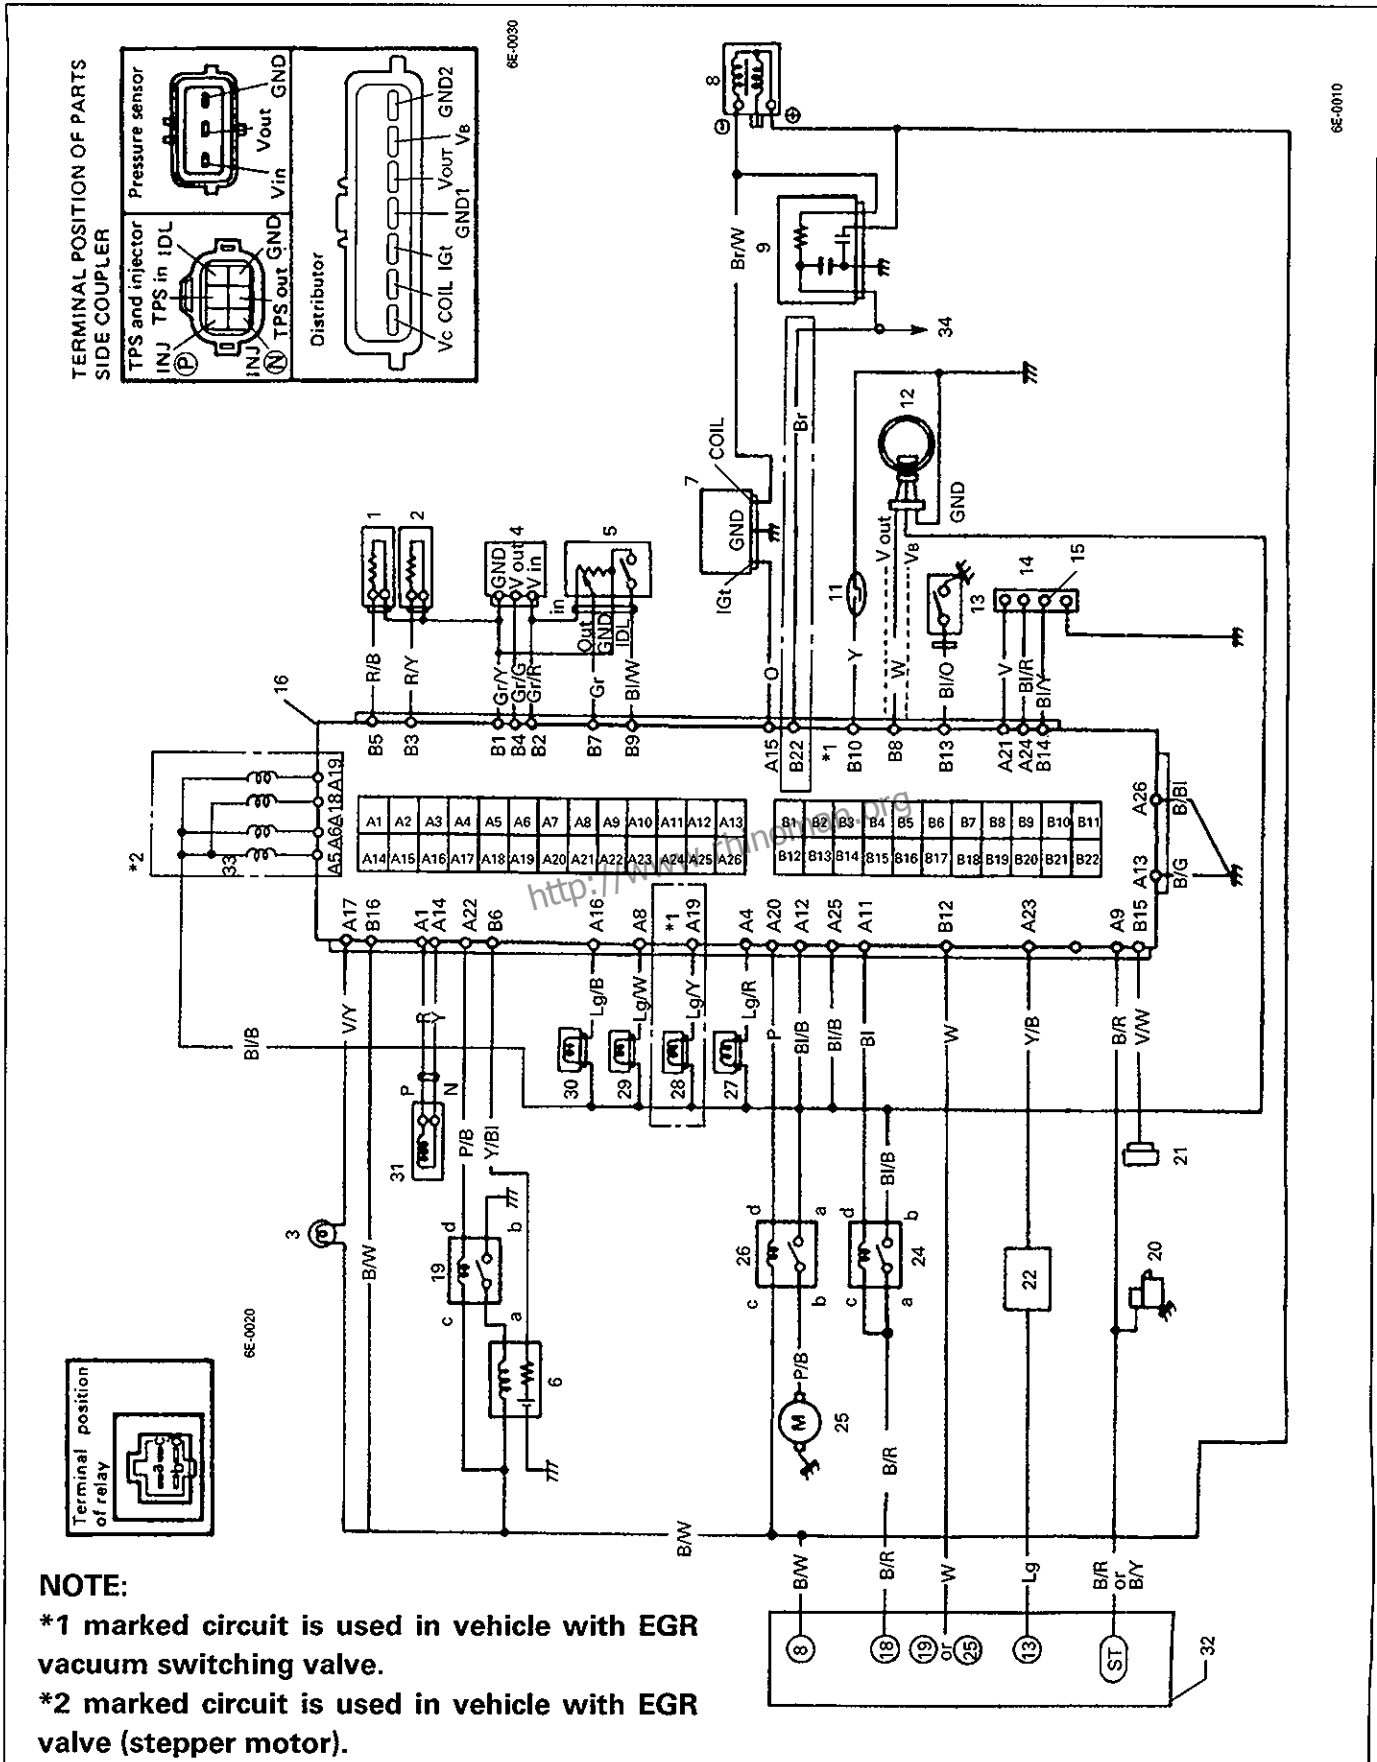 TERMINAL POSITION OF PARTS
SIDE COUPLER
TPS and injector
INJ TPS in IDL
P
INJ TPS out GND
N
Pressure sensor
Vin Vout GND
Distributor
Vc COIL IGt GND1 VOUT VB GND2
6E-0030
6E-0010
Terminal position
of relay
a b c d
6E-0020
*2
33
A5 A6 A18 A19
16
B5 B3 B1 B4 B2 B7 B9 A15 B22 *1 B10 B8 B13 A21 A24 B14
R/B
R/Y
Gr/Y
Gr/G
Gr/R
Gr
Bl/W
1
2
GND
V out 4
V in
in
Out
GND
IDL
5
7
IGt
GND
COIL
O
Br/W
8
⊖
⊕
9
34
Br
11
Y
12
V out
VB
GND
W
13
Bl/O
14
15
V
Bl/R
Bl/Y
A1 A2 A3 A4 A5 A6 A7 A8 A9 A10 A11 A12 A13
A14 A15 A16 A17 A18 A19 A20 A21 A22 A23 A24 A25 A26
B1 B2 B3 B4 B5 B6 B7 B8 B9 B10 B11
B12 B13 B14 B15 B16 B17 B18 B19 B20 B21 B22
http://www.rhinoman.org
A26
A13
B/Bl
B/G
A17 B16 A1 A14 A22 B6 A16 A8 *1 A19 A4 A20 A12 A25 A11 B12 A23 A9 B15
Bl/B
V/Y
B/W
R
Y
P N
31
P/B
Y/Bl
3
19
a b c d
6
Lg/B
Lg/W
Lg/Y
Lg/R
30
29
28
27
P
Bl/B
Bl/B
Bl
W
Y/B
B/R
V/W
26
a b c d
24
a b c d
Bl/B
P/B
M
25
B/R
22
20
21
B/W
B/W
B/R
W
Lg
B/R
or
B/Y
8
18
19
or
25
13
ST
32
NOTE:
*1 marked circuit is used in vehicle with EGR
vacuum switching valve.
*2 marked circuit is used in vehicle with EGR
valve (stepper motor).